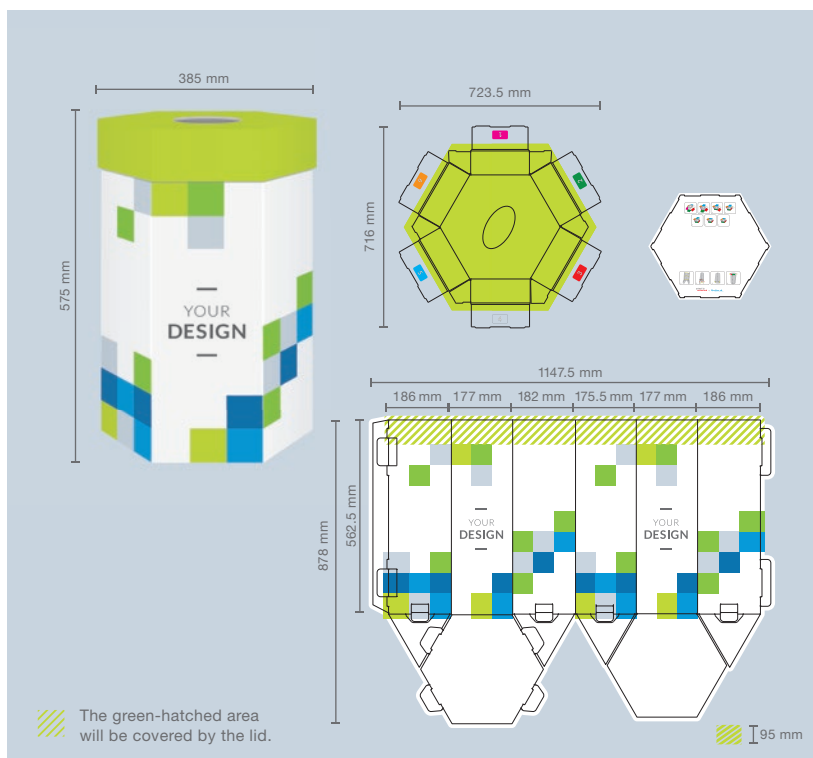 385 mm
575 mm
YOUR
DESIGN
723.5 mm
716 mm
1147.5 mm
186 mm
177 mm
182 mm
175.5 mm
177 mm
186 mm
878 mm
562.5 mm
YOUR
DESIGN
YOUR
DESIGN
The green-hatched area
will be covered by the lid.
95 mm